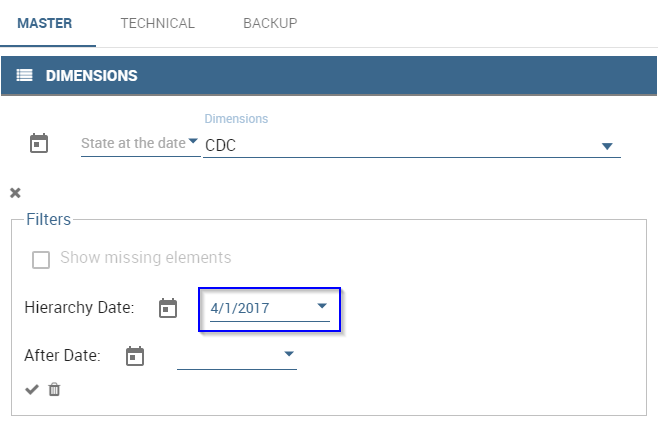 MASTER TECHNICAL BACKUP
DIMENSIONS
Dimensions
State at the date CDC
Filters
Show missing elements
Hierarchy Date: 4/1/2017
After Date: